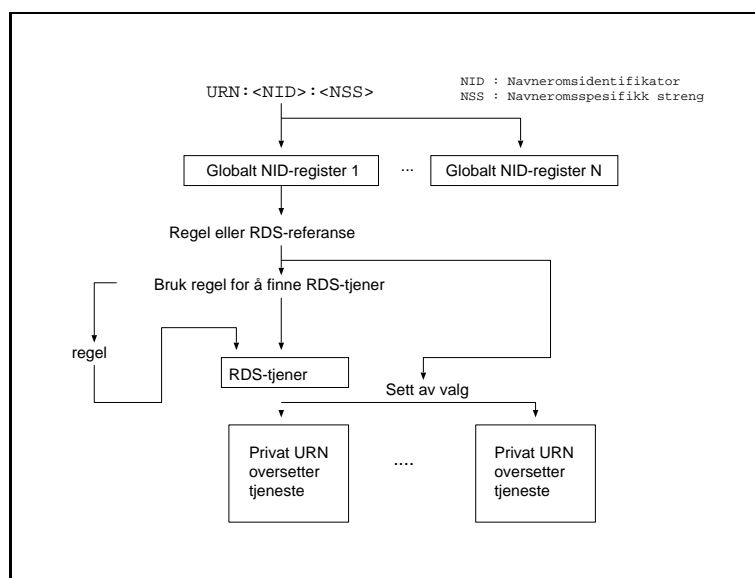 URN:<NID>:<NSS>
NID : Navneromsidentifikator
NSS : Navneromsspesifikk streng
Globalt NID-register 1
...
Globalt NID-register N
Regel eller RDS-referanse
Bruk regel for å finne RDS-tjener
regel
RDS-tjener
Sett av valg
Privat URN
oversetter
tjeneste
....
Privat URN
oversetter
tjeneste